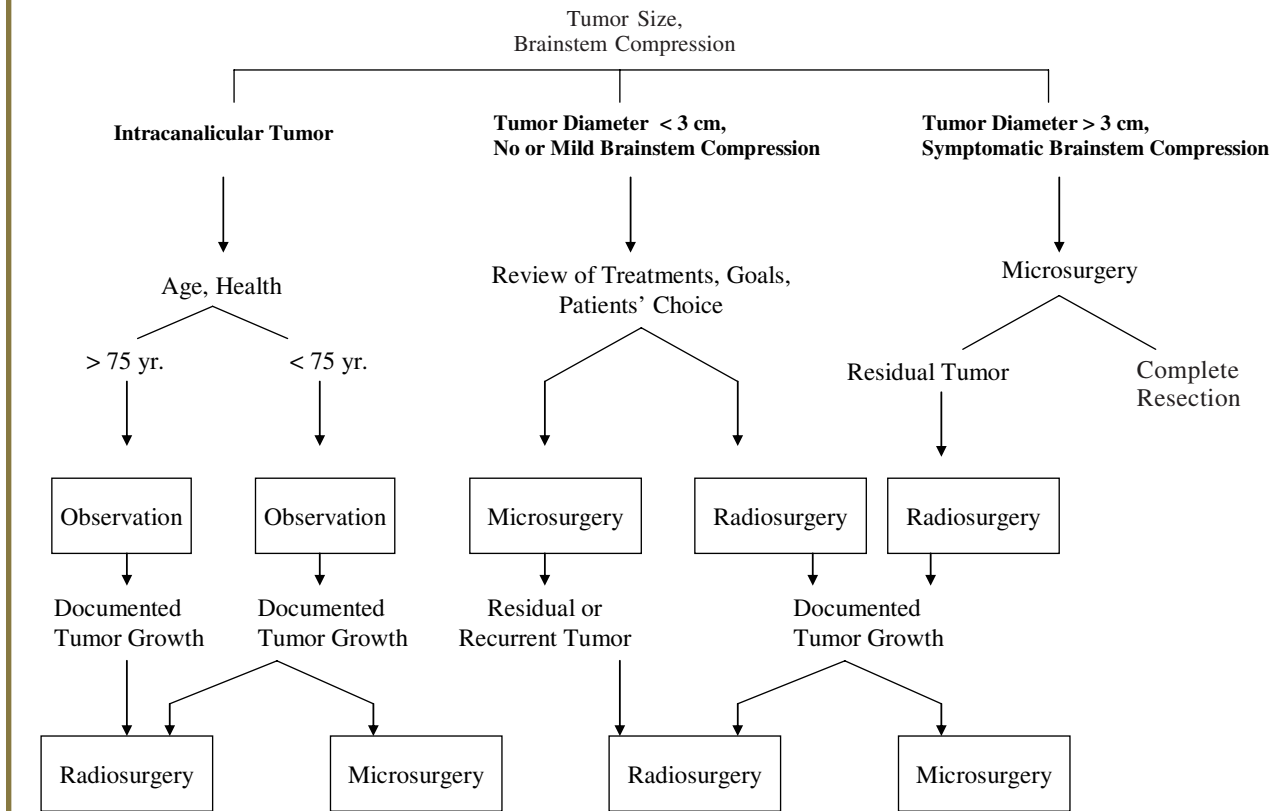 Tumor Size,
Brainstem Compression
Intracanalicular Tumor
Tumor Diameter < 3 cm,
No or Mild Brainstem Compression
Tumor Diameter > 3 cm,
Symptomatic Brainstem Compression
Age, Health
Review of Treatments, Goals,
Patients’ Choice
Microsurgery
> 75 yr.
< 75 yr.
Residual Tumor
Complete
Resection
Observation
Observation
Microsurgery
Radiosurgery
Radiosurgery
Documented
Tumor Growth
Documented
Tumor Growth
Residual or
Recurrent Tumor
Documented
Tumor Growth
Radiosurgery
Microsurgery
Radiosurgery
Microsurgery